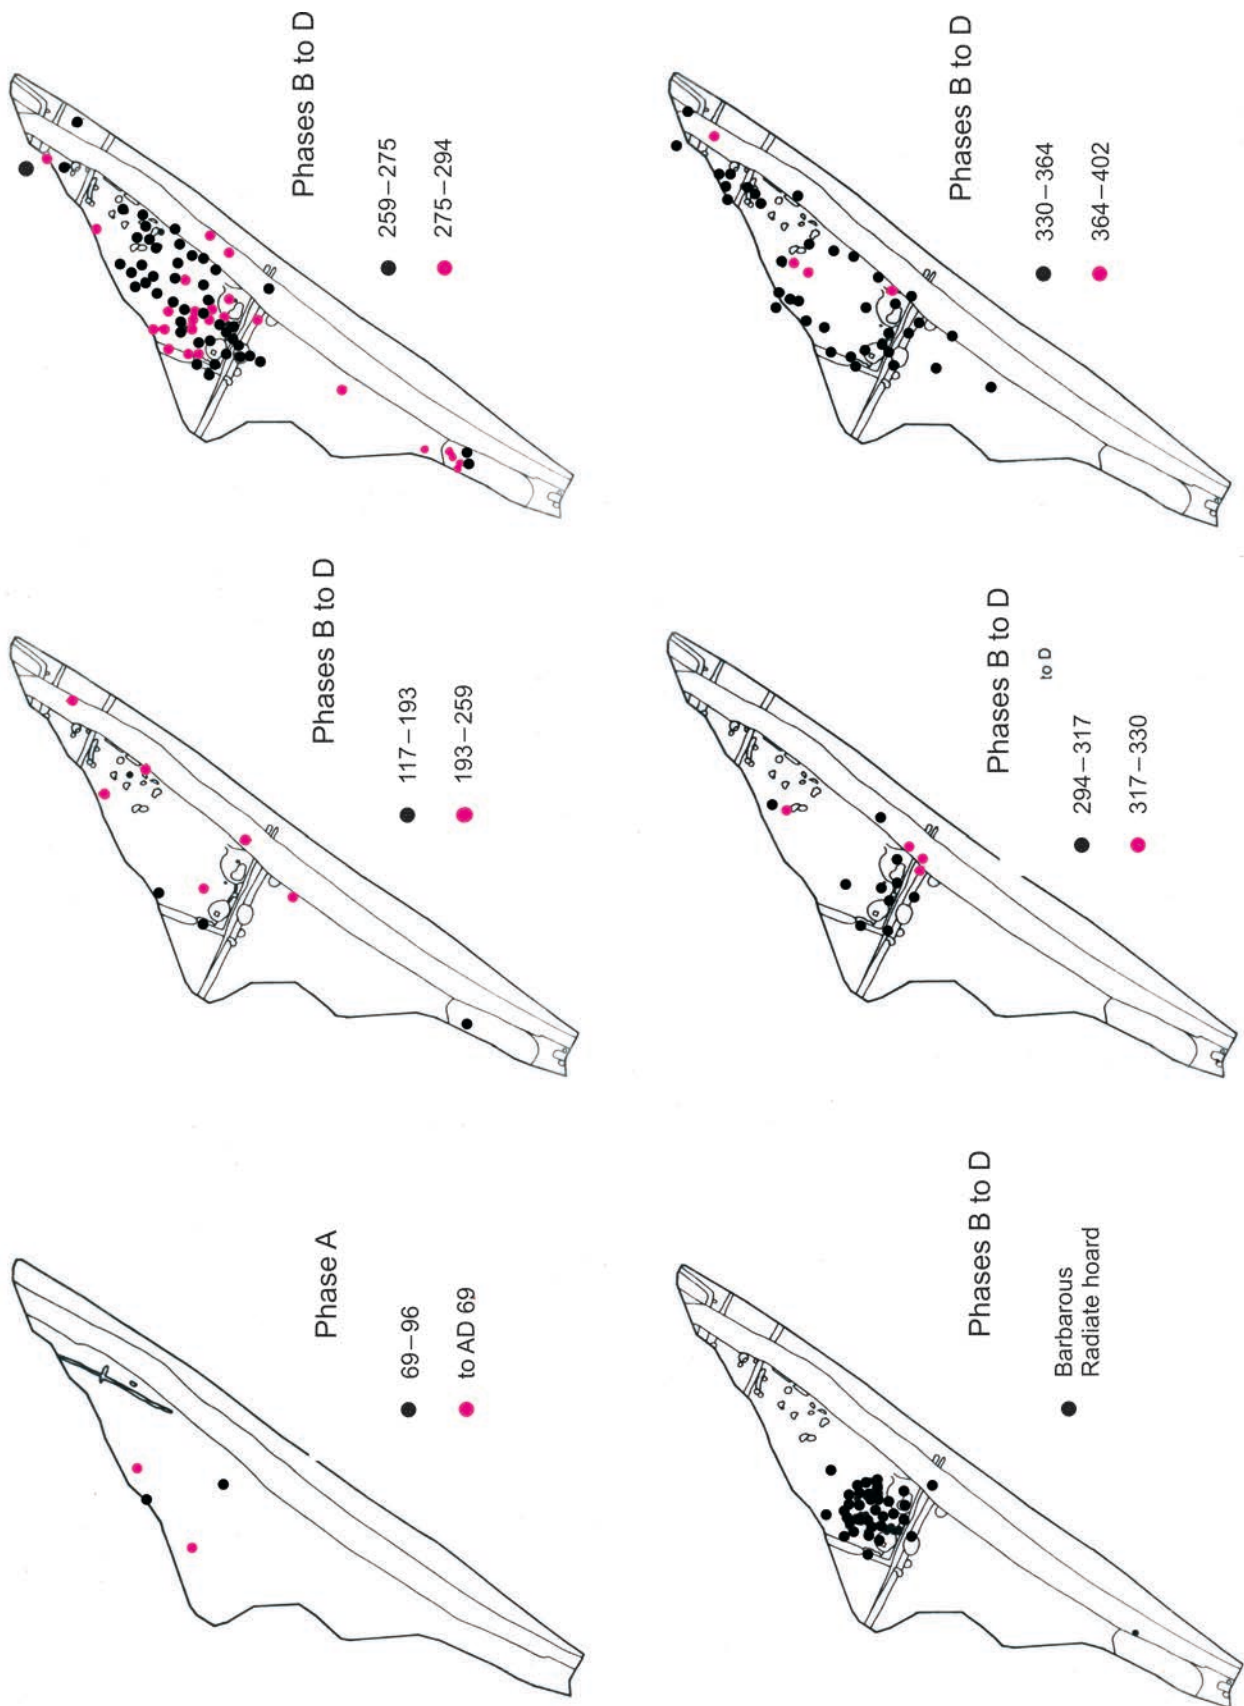 Phase A
69–96
to AD 69
Phases B to D
117–193
193–259
Phases B to D
259–275
275–294
Phases B to D
Barbarous
Radiate hoard
Phases B to D
to D
294–317
317–330
Phases B to D
330–364
364–402